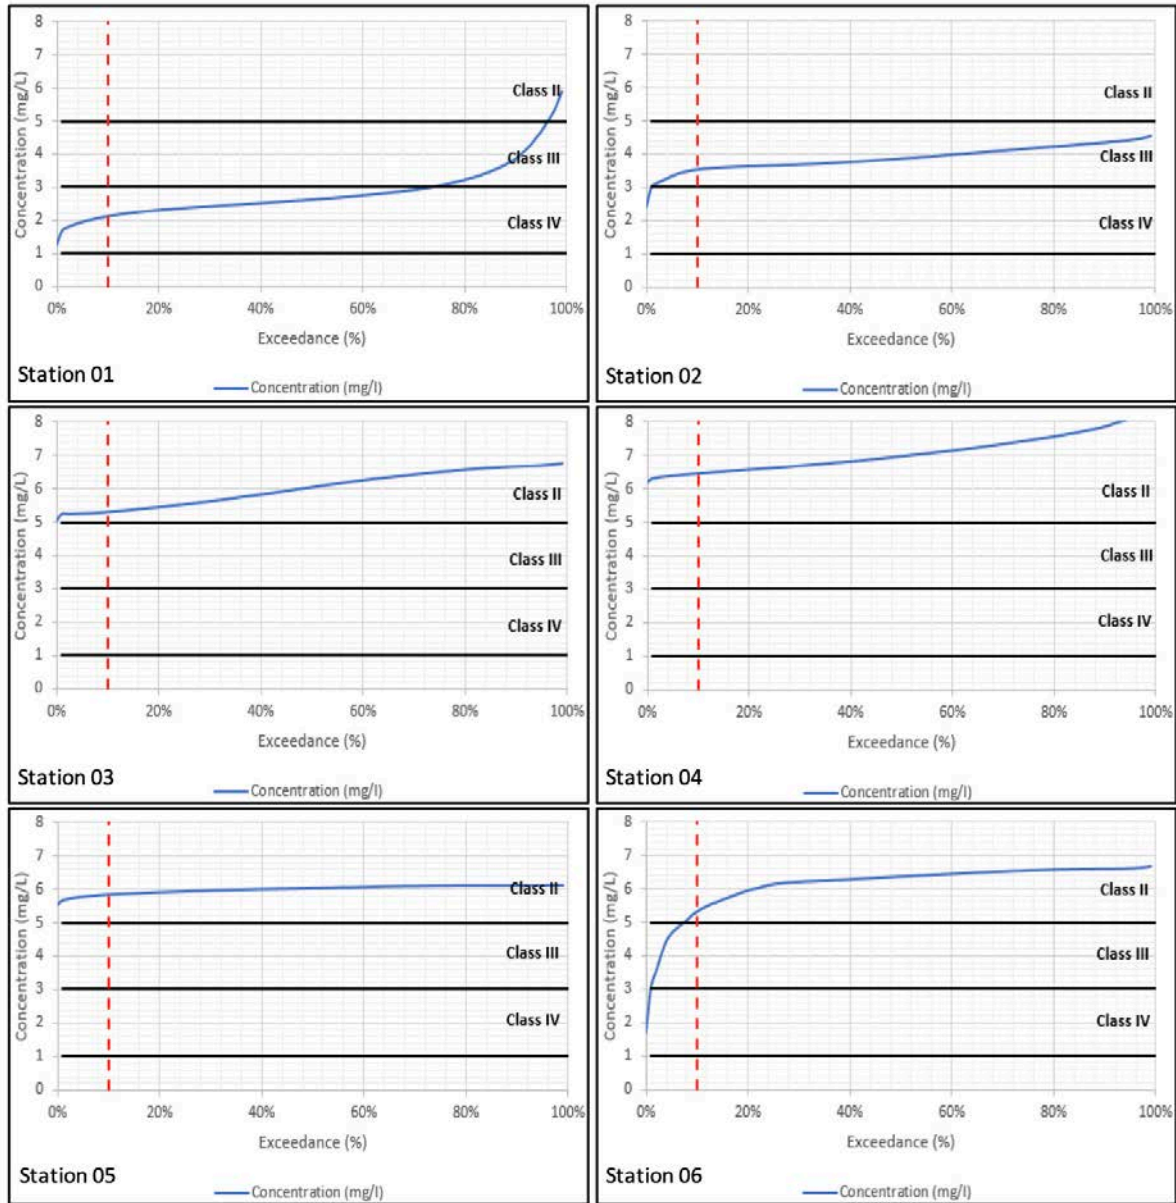 Concentration (mg/L)
8
7
6
5
4
3
2
1
0
Class II
Class III
Class IV
0%
20%
40%
60%
80%
100%
Exceedance (%)
Station 01
Concentration (mg/l)
Concentration (mg/L)
8
7
6
5
4
3
2
1
0
Class II
Class III
Class IV
0%
20%
40%
60%
80%
100%
Exceedance (%)
Station 02
Concentration (mg/l)
Concentration (mg/L)
8
7
6
5
4
3
2
1
0
Class II
Class III
Class IV
0%
20%
40%
60%
80%
100%
Exceedance (%)
Station 03
Concentration (mg/l)
Concentration (mg/L)
8
7
6
5
4
3
2
1
0
Class II
Class III
Class IV
0%
20%
40%
60%
80%
100%
Exceedance (%)
Station 04
Concentration (mg/l)
Concentration (mg/L)
8
7
6
5
4
3
2
1
0
Class II
Class III
Class IV
0%
20%
40%
60%
80%
100%
Exceedance (%)
Station 05
Concentration (mg/l)
Concentration (mg/L)
8
7
6
5
4
3
2
1
0
Class II
Class III
Class IV
0%
20%
40%
60%
80%
100%
Exceedance (%)
Station 06
Concentration (mg/l)